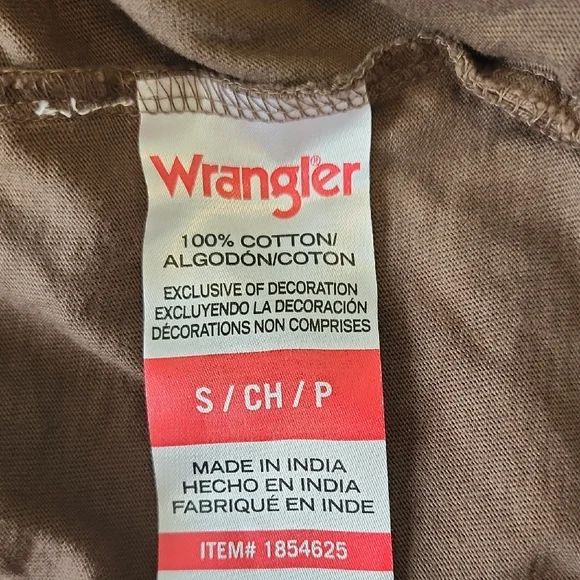 Wrangler®
100% COTTON/
ALGODÓN/COTON
EXCLUSIVE OF DECORATION
EXCLUYENDO LA DECORACIÓN
DÉCORATIONS NON COMPRISES
S / CH / P
MADE IN INDIA
HECHO EN INDIA
FABRIQUÉ EN INDE
ITEM# 1854625